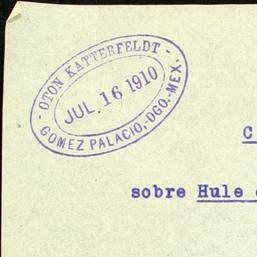 - OTON KATTERFELDT -
JUL. 16 1910
GOMEZ PALACIO,-DGO.-MEX.
C
sobre Hule